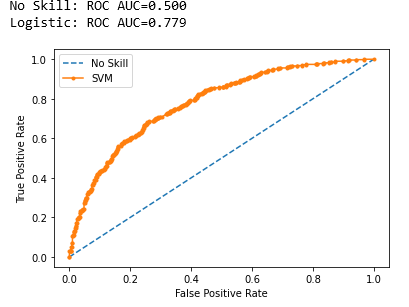 No Skill: ROC AUC=0.500
Logistic: ROC AUC=0.779
1.0
0.8
0.6
0.4
0.2
0.0
True Positive Rate
No Skill
SVM
0.0 0.2 0.4 0.6 0.8 1.0
False Positive Rate